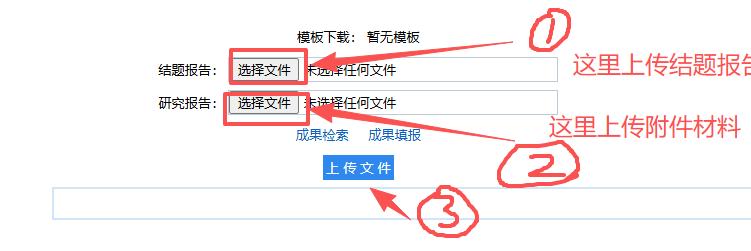 模板下载： 暂无模板
①
结题报告： 选择文件 未选择任何文件
这里上传结题报告
研究报告： 选择文件 未选择任何文件
这里上传附件材料
成果检索 成果填报
②
上传文件
③